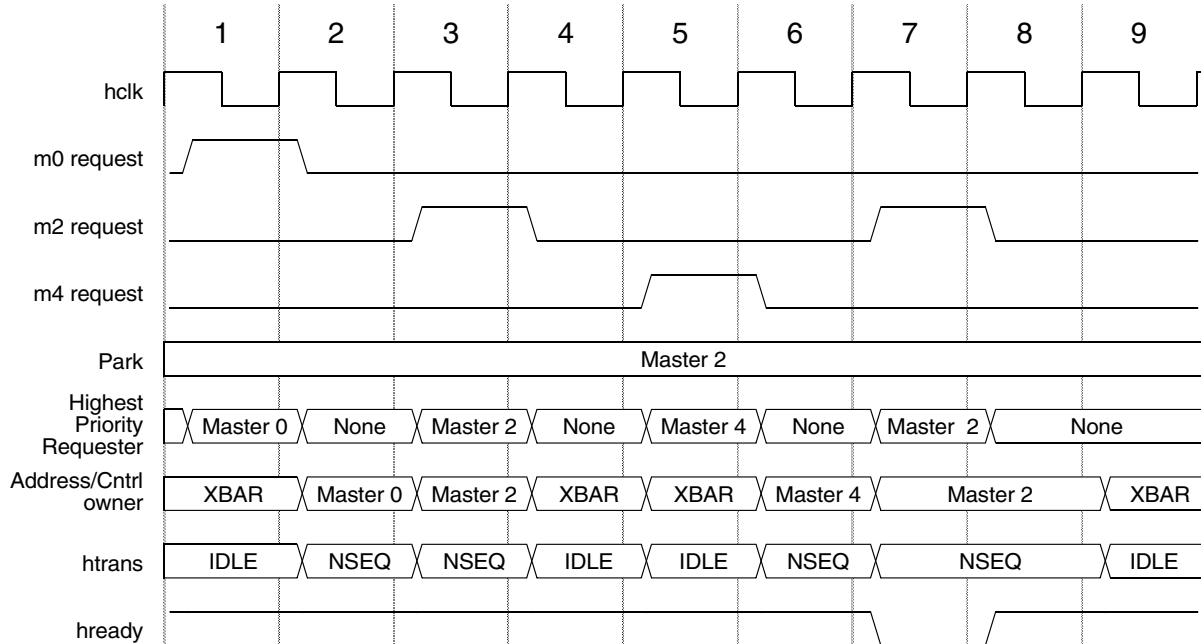 1 2 3 4 5 6 7 8 9
hclk
m0 request
m2 request
m4 request
Park Master 2
Highest
Priority
Requester
Master 0 None Master 2 None Master 4 None Master 2 None
Address/Cntrl
owner
XBAR Master 0 Master 2 XBAR XBAR Master 4 Master 2 XBAR
htrans IDLE NSEQ NSEQ IDLE IDLE NSEQ NSEQ IDLE
hready